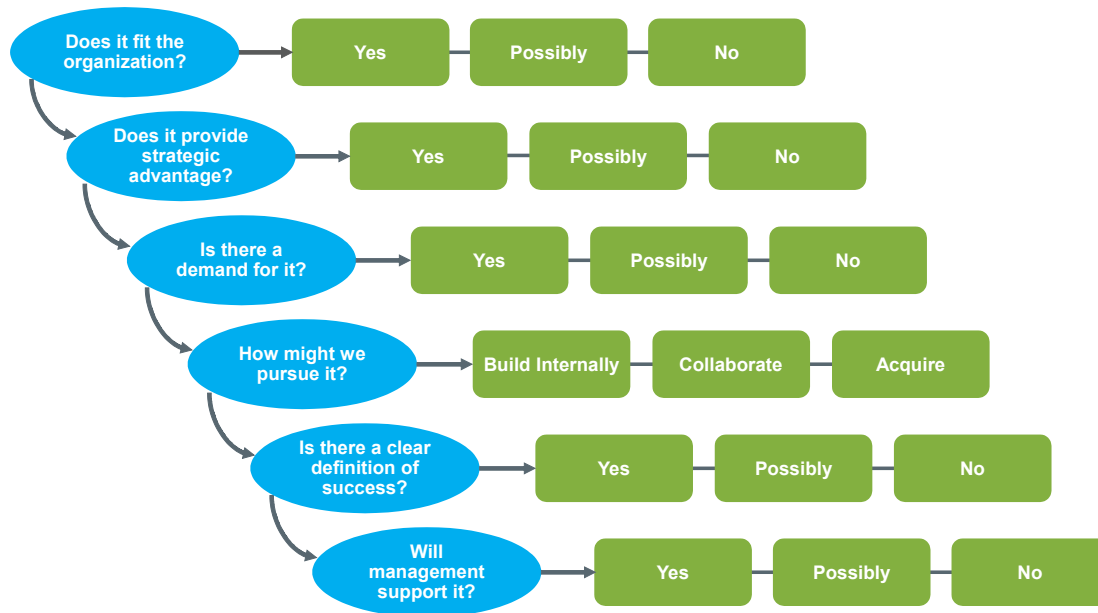 Does it fit the
organization?
Yes
Possibly
No
Does it provide
strategic
advantage?
Yes
Possibly
No
Is there a
demand for it?
Yes
Possibly
No
How might we
pursue it?
Build Internally
Collaborate
Acquire
Is there a clear
definition of
success?
Yes
Possibly
No
Will
management
support it?
Yes
Possibly
No